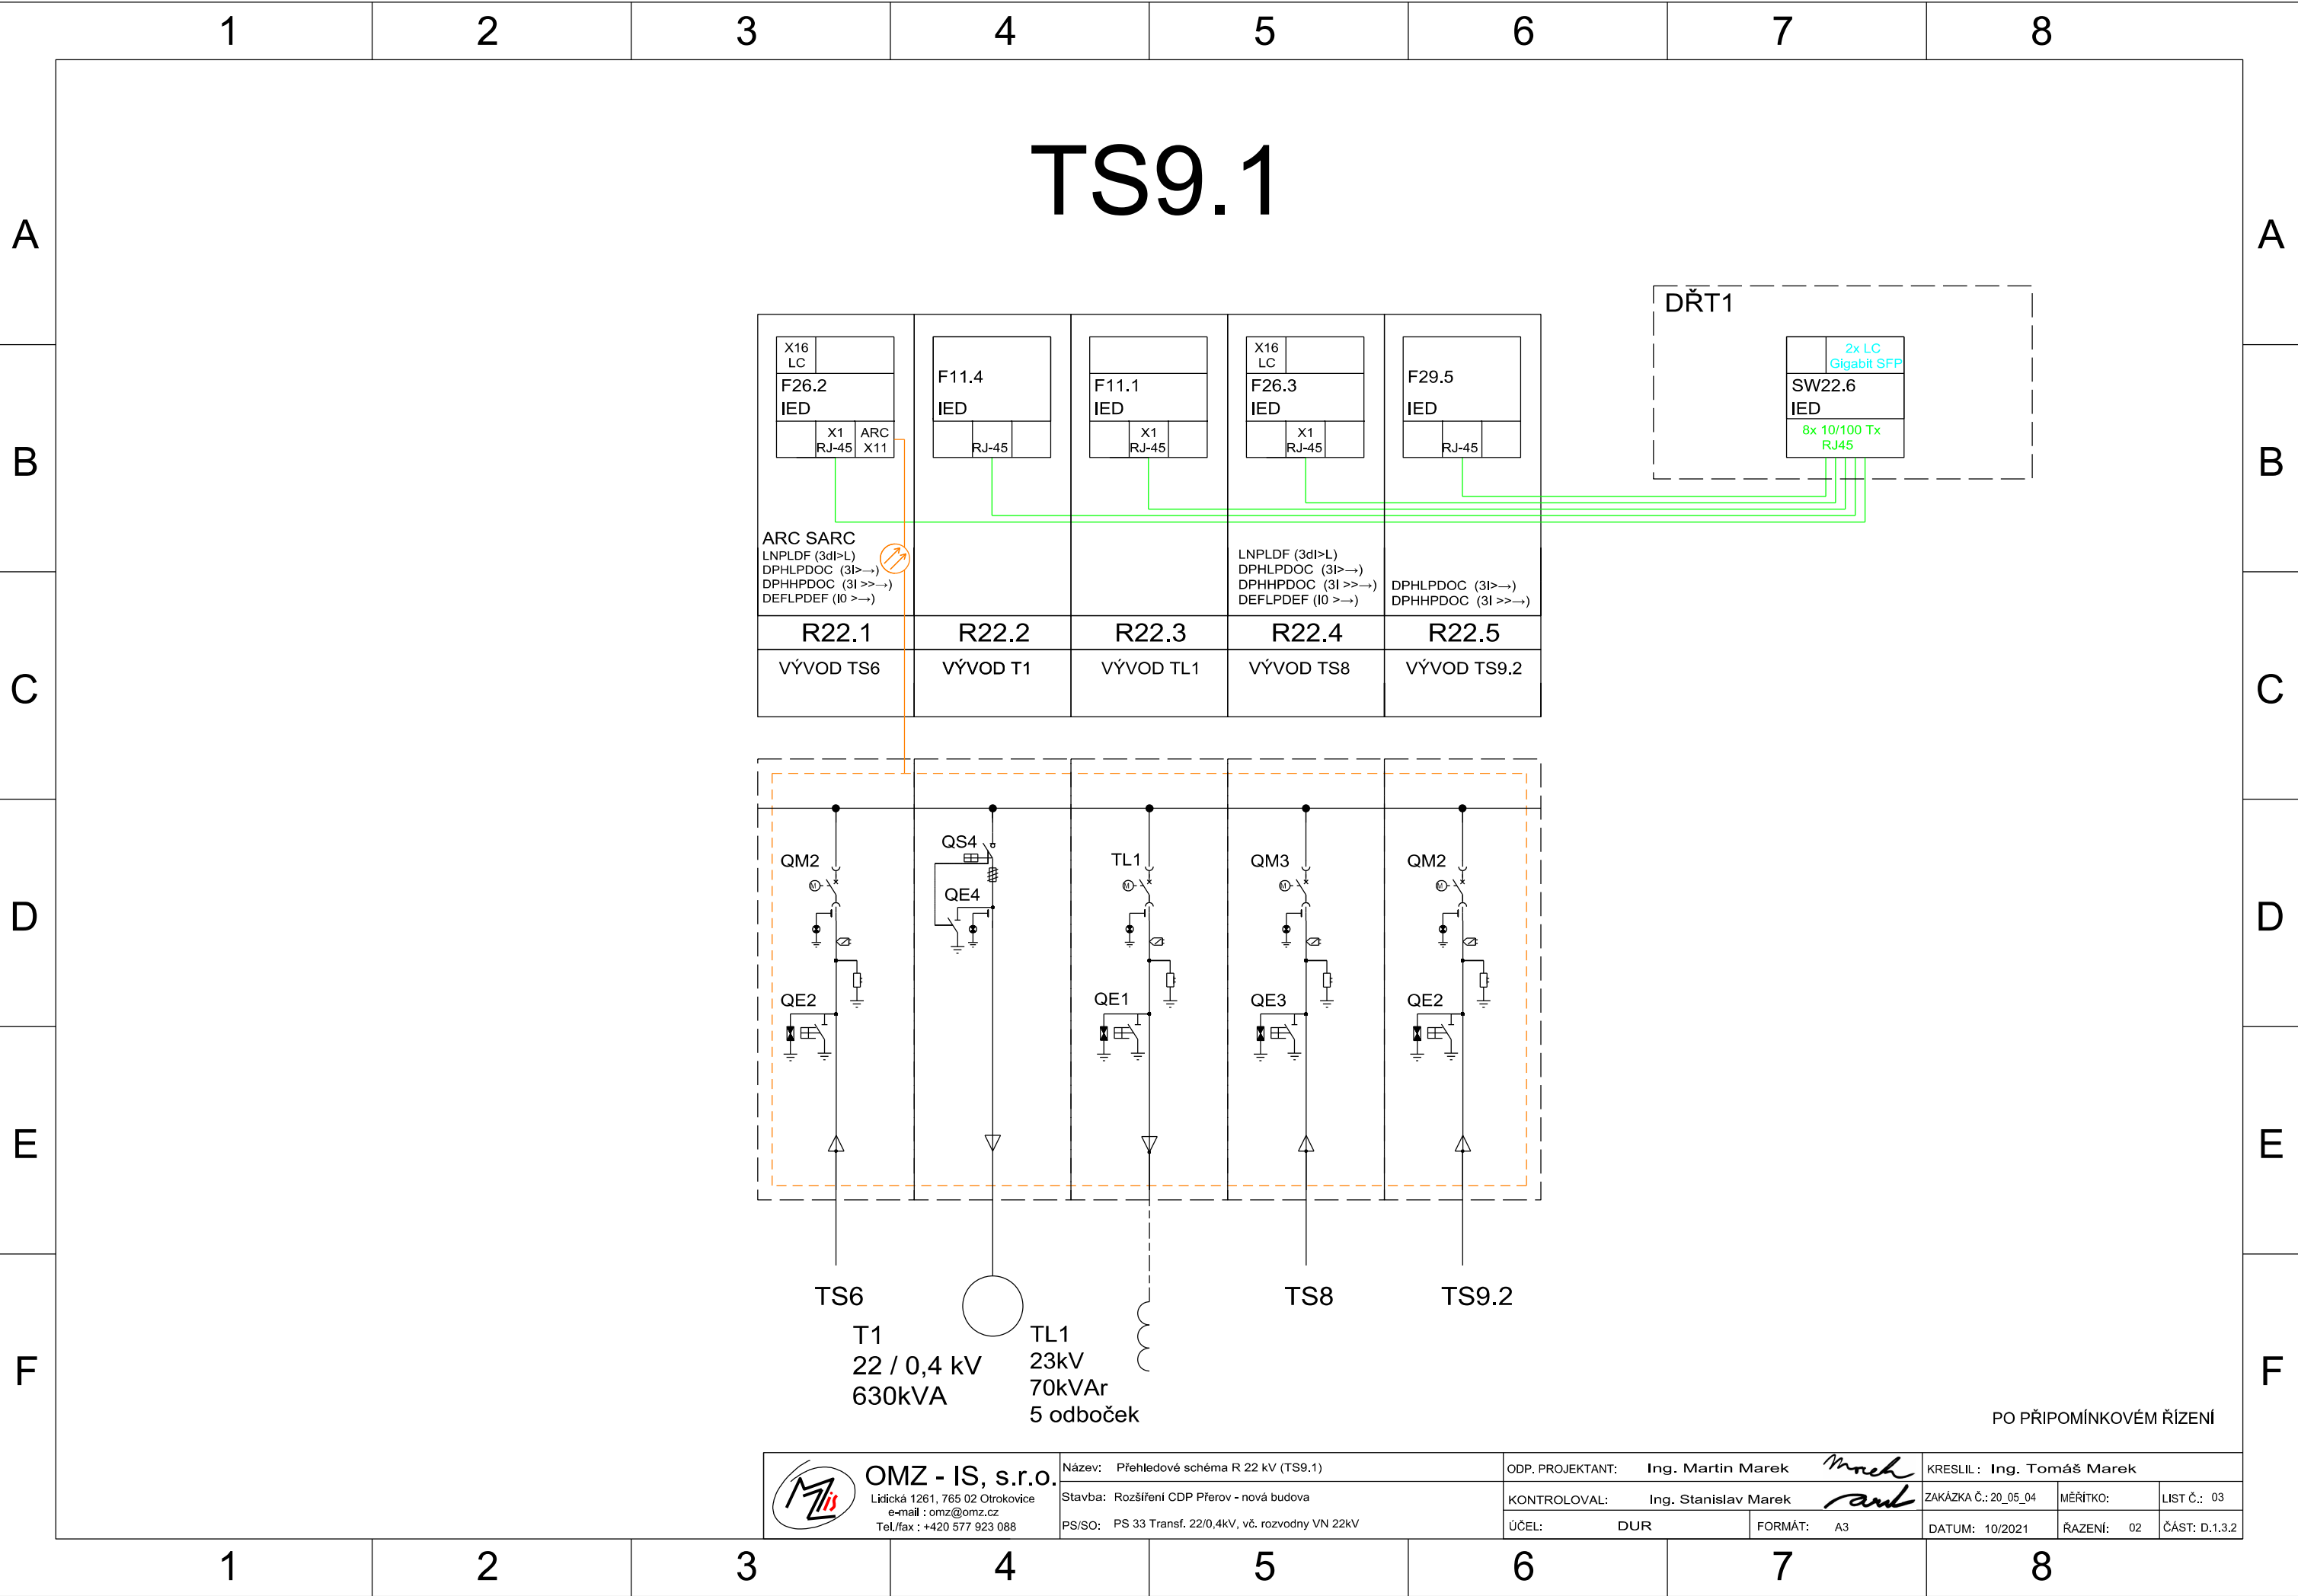 1 2 3 4 5 6 7 8
TS9.1
A A
DŘT1
X16
LC
F26.2
IED
X1
RJ-45
ARC
X11
F11.4
IED
RJ-45
F11.1
IED
X1
RJ-45
X16
LC
F26.3
IED
X1
RJ-45
F29.5
IED
RJ-45
2x LC
Gigabit SFP
SW22.6
IED
8x 10/100 Tx
RJ45
B B
ARC SARC
LNPLDF (3dI>L)
DPHLPDOC (3I>→)
DPHHPDOC (3I >>→)
DEFLPDEF (I0 >→)
LNPLDF (3dI>L)
DPHLPDOC (3I>→)
DPHHPDOC (3I >>→)
DEFLPDEF (I0 >→)
DPHLPDOC (3I>→)
DPHHPDOC (3I >>→)
R22.1 R22.2 R22.3 R22.4 R22.5
VÝVOD TS6 VÝVOD T1 VÝVOD TL1 VÝVOD TS8 VÝVOD TS9.2
C C
QS4
QM2 TL1 QM3 QM2
M M M M
QE4
D D
QE2 QE1 QE3 QE2
E E
TS6 TS8 TS9.2
T1
22 / 0,4 kV
630kVA
TL1
23kV
70kVAr
5 odboček
F F
PO PŘIPOMÍNKOVÉM ŘÍZENÍ
MZ is
OMZ - IS, s.r.o.
Lidická 1261, 765 02 Otrokovice
e-mail : omz@omz.cz
Tel./fax : +420 577 923 088
Název: Přehledové schéma R 22 kV (TS9.1)
Stavba: Rozšíření CDP Přerov - nová budova
PS/SO: PS 33 Transf. 22/0,4kV, vč. rozvodny VN 22kV
ODP. PROJEKTANT: Ing. Martin Marek
KONTROLOVAL: Ing. Stanislav Marek
ÚČEL: DUR FORMÁT: A3
KRESLIL: Ing. Tomáš Marek
ZAKÁZKA Č.: 20_05_04 MĚŘÍTKO: LIST Č.: 03
DATUM: 10/2021 ŘAZENÍ: 02 ČÁST: D.1.3.2
1 2 3 4 5 6 7 8